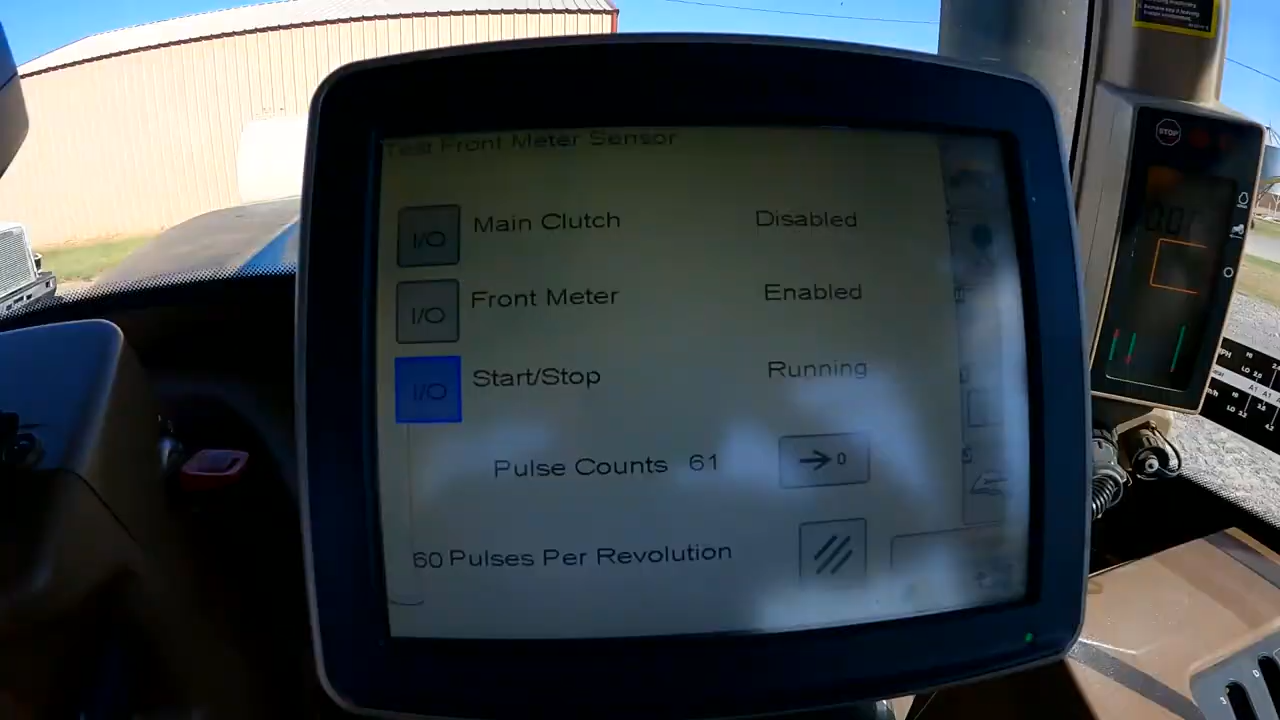 Test Front Meter Sensor
I/O Main Clutch Disabled
I/O Front Meter Enabled
I/O Start/Stop Running
Pulse Counts 61 →0
60 Pulses Per Revolution
STOP